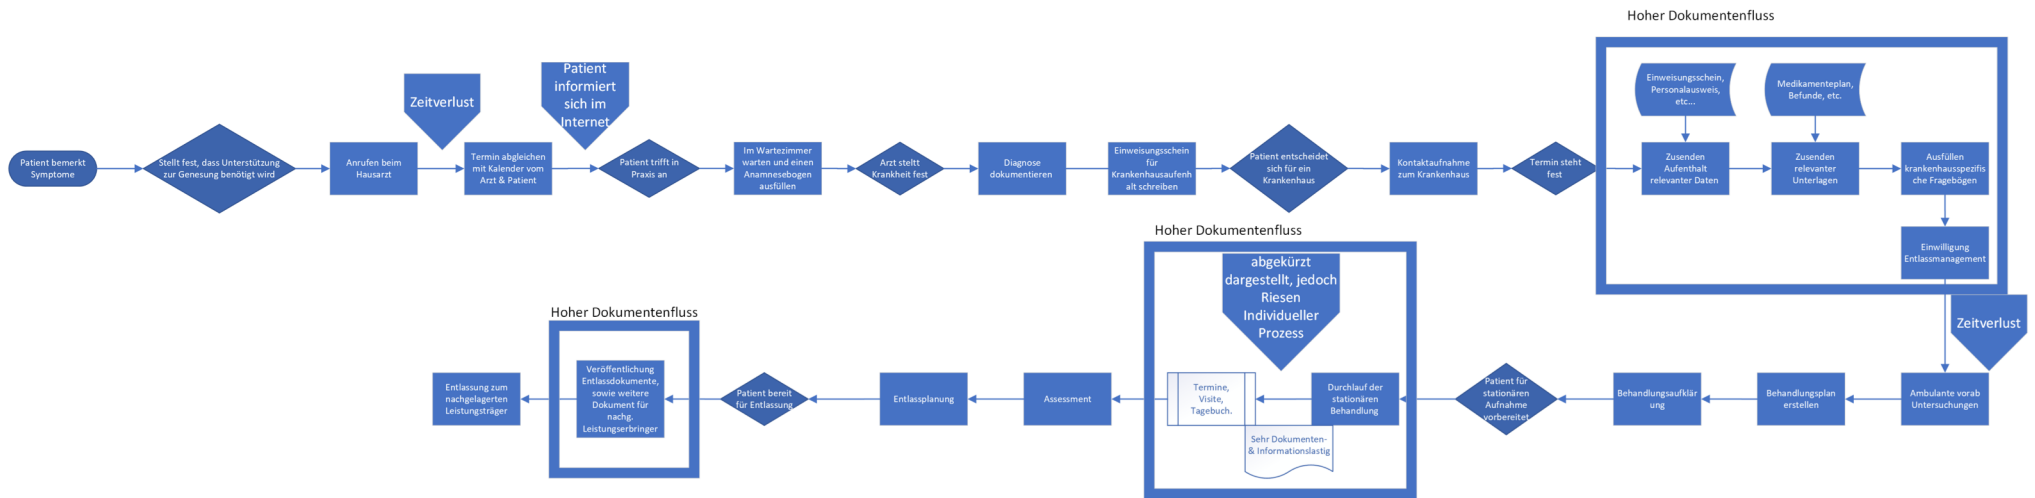 Hoher Dokumentenfluss
Patient bemerkt
Symptome
Stellt fest, dass Unterstützung
zur Genesung benötigt wird
Anrufen beim
Hausarzt
Zeitverlust
Termin abgleichen
mit Kalender vom
Arzt & Patient
Patient
informiert
sich im
Internet
Patient trifft in
Praxis an
Im Wartezimmer
warten und einen
Anamnesebogen
ausfüllen
Arzt stellt
Krankheit fest
Diagnose
dokumentieren
Einweisungsschein
für
Krankenhausaufenh
alt schreiben
Patient entscheidet
sich für ein
Krankenhaus
Kontaktaufnahme
zum Krankenhaus
Termin steht
fest
Einweisungsschein,
Personalausweis,
etc...
Zusenden
Aufenthalt
relevanter Daten
Medikamenteplan,
Befunde, etc.
Zusenden
relevanter
Unterlagen
Ausfüllen
krankenhausspezifis
che Fragebögen
Einwilligung
Entlassmanagement
Zeitverlust
Ambulante vorab
Untersuchungen
Behandlungsplan
erstellen
Behandlungsaufklär
ung
Patient für
stationären
Aufnahme
vorbereitet
Hoher Dokumentenfluss
abgekürzt
dargestellt, jedoch
Riesen
Individueller
Prozess
Durchlauf der
stationären
Behandlung
Termine,
Visite,
Tagebuch.
Sehr Dokumenten-
& Informationslastig
Assessment
Entlassplanung
Patient bereit
für Entlassung
Hoher Dokumentenfluss
Veröffentlichung
Entlassdokumente,
sowie weitere
Dokument für
nachg.
Leistungserbringer
Entlassung zum
nachgelagerten
Leistungsträger